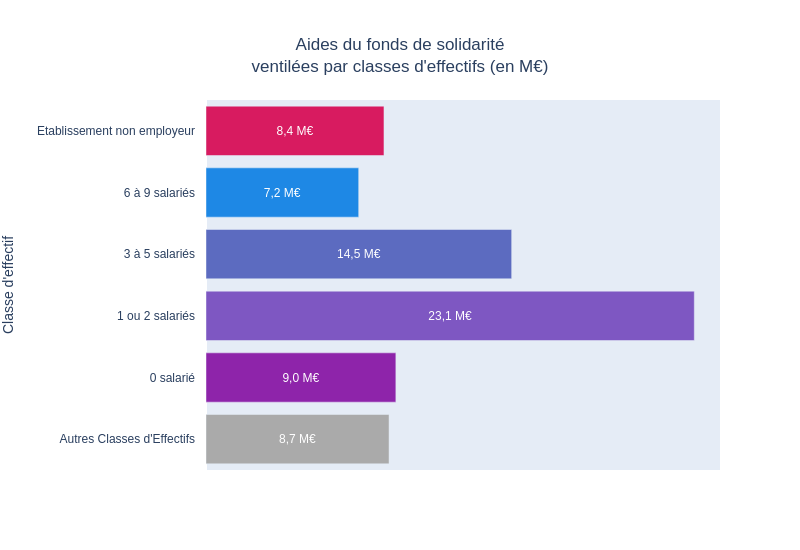 Aides du fonds de solidarité
ventilées par classes d'effectifs (en M€)
Classe d'effectif
Etablissement non employeur
8,4 M€
6 à 9 salariés
7,2 M€
3 à 5 salariés
14,5 M€
1 ou 2 salariés
23,1 M€
0 salarié
9,0 M€
Autres Classes d'Effectifs
8,7 M€